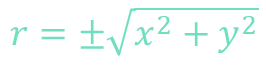 r = ±√(x² + y²)